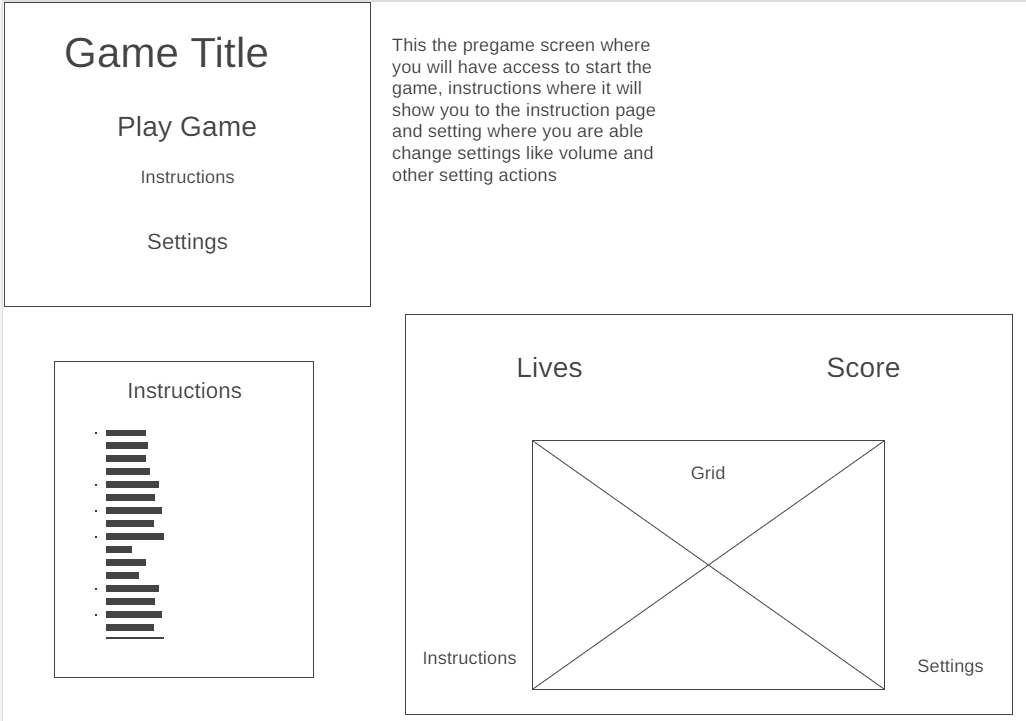 Game Title
Play Game
Instructions
Settings
This the pregame screen where
you will have access to start the
game, instructions where it will
show you to the instruction page
and setting where you are able
change settings like volume and
other setting actions
Instructions
Lives
Score
Grid
Instructions
Settings